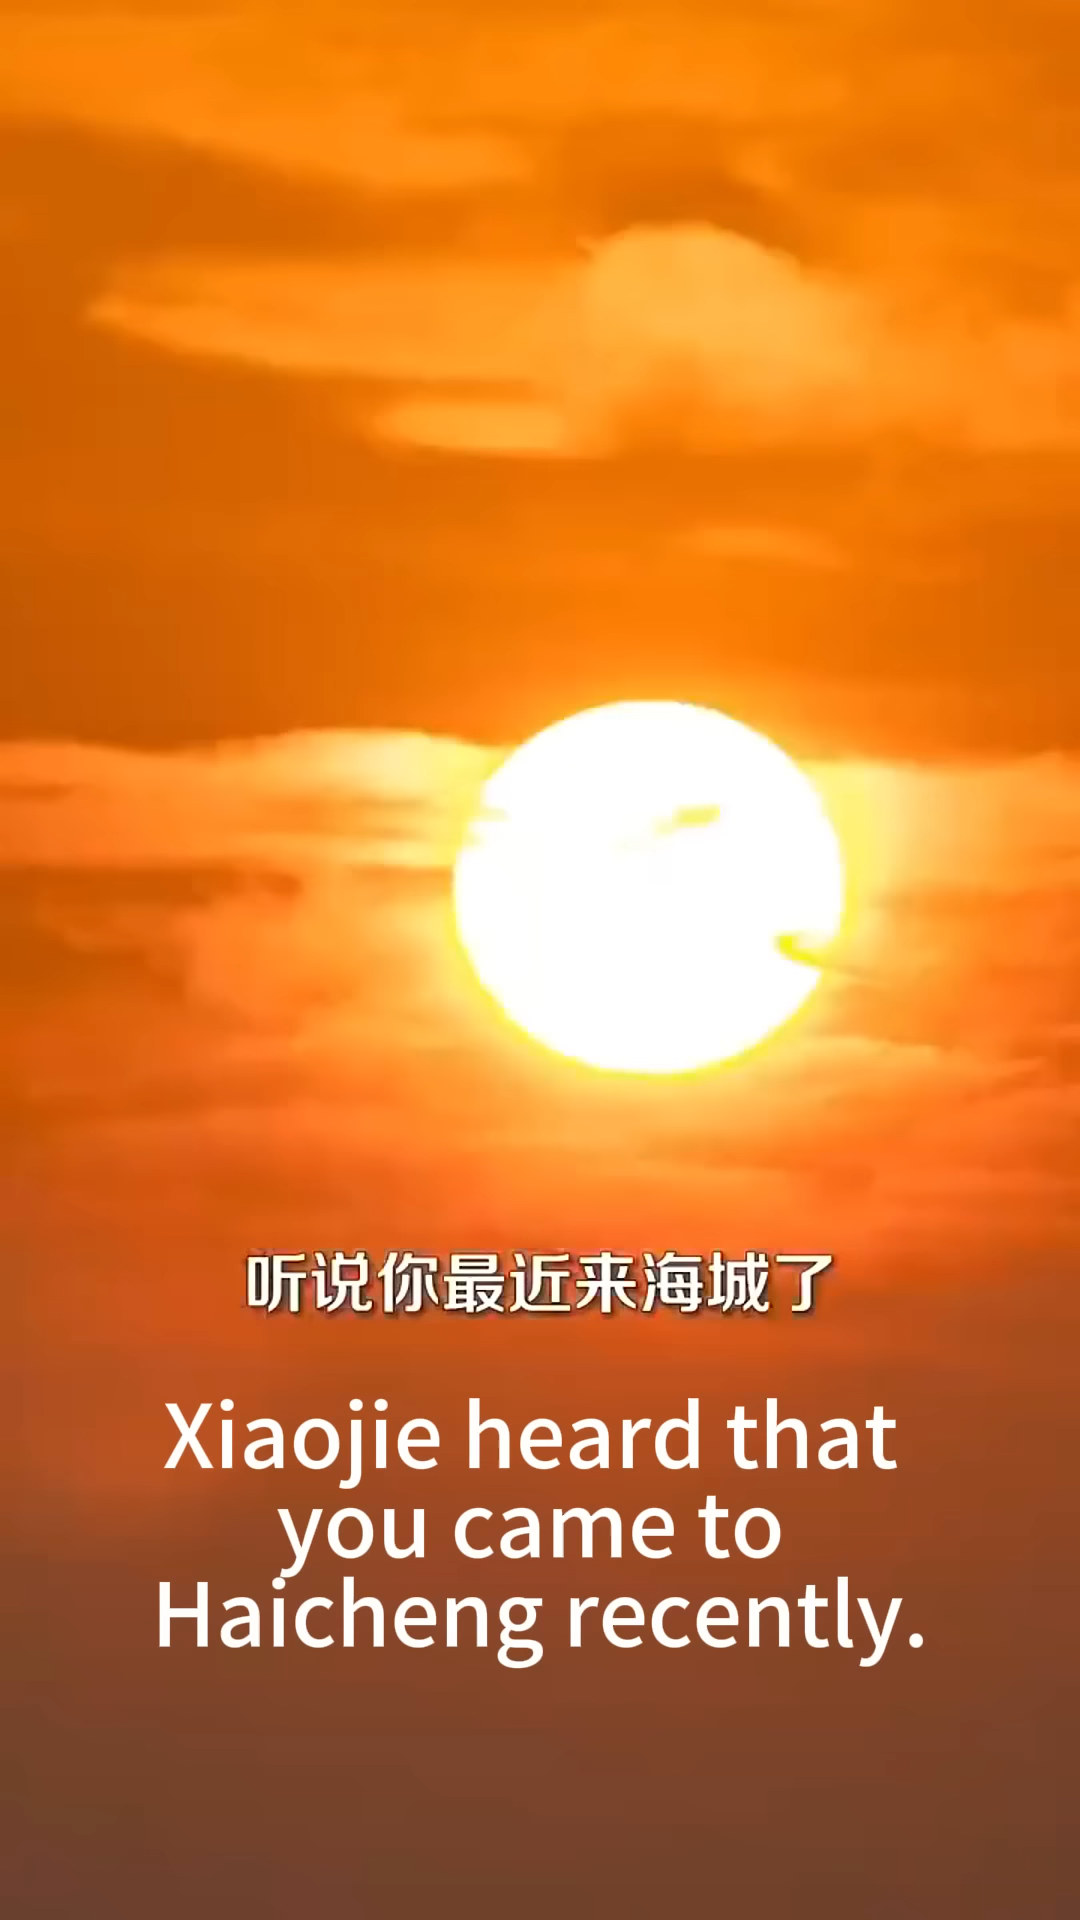 听说你最近来海城了
Xiaojie heard that
you came to
Haicheng recently.